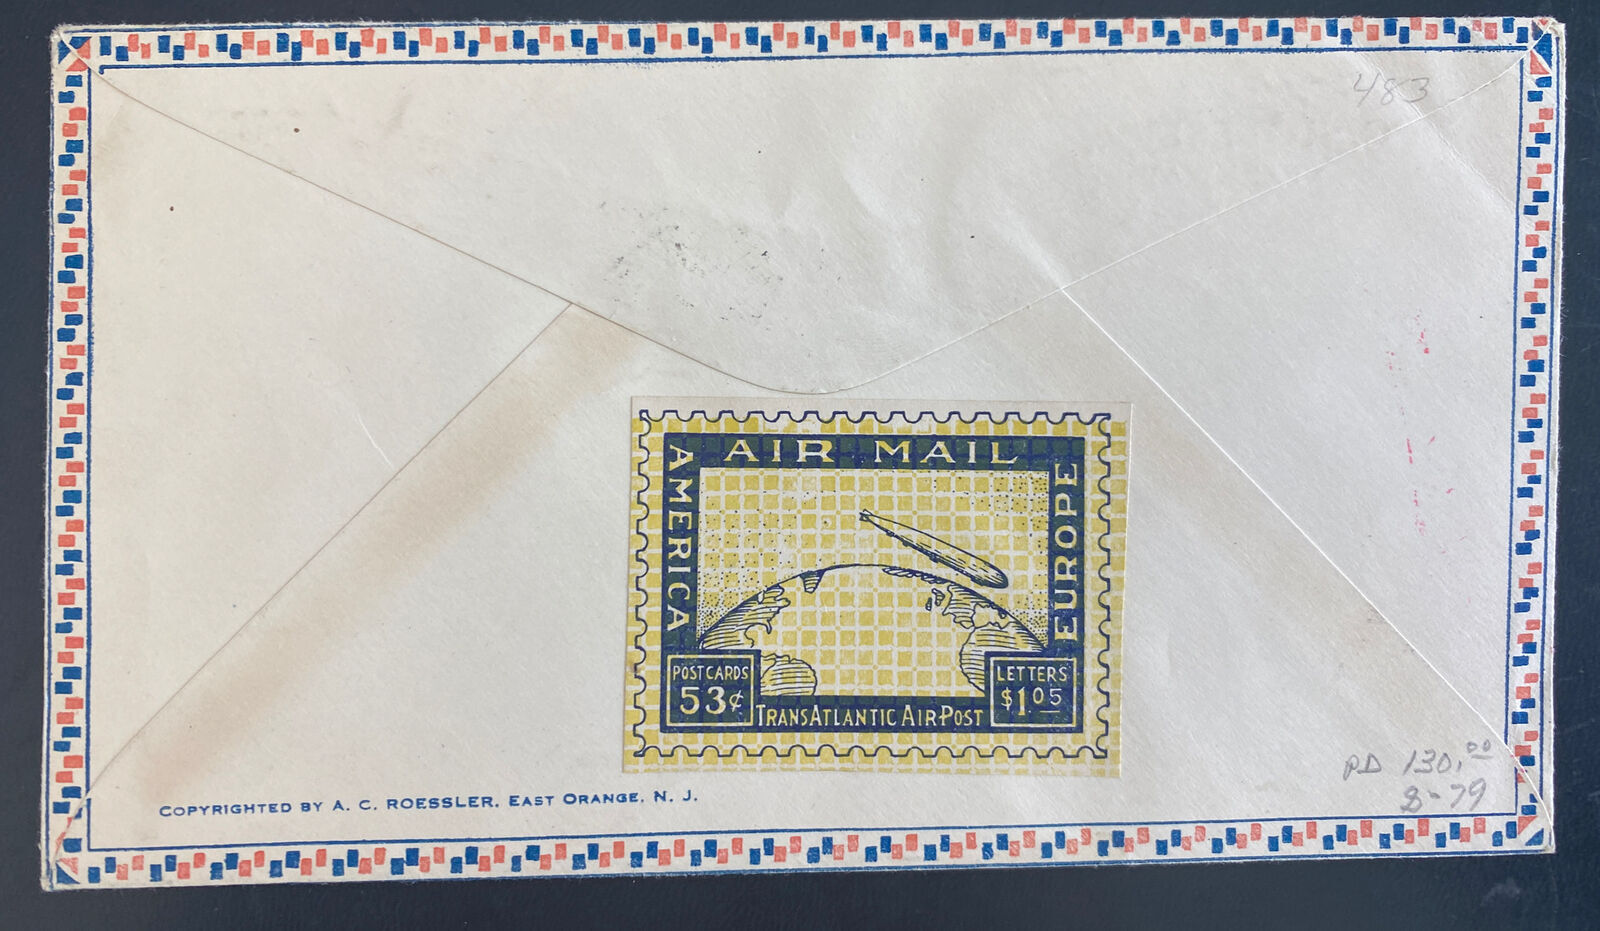 483
AIR MAIL
AMERICA
EUROPE
POSTCARDS
53¢
LETTERS
$1.05
TRANSATLANTIC AIR POST
COPYRIGHTED BY A. C. ROESSLER, EAST ORANGE, N. J.
PD 130.00
8-79